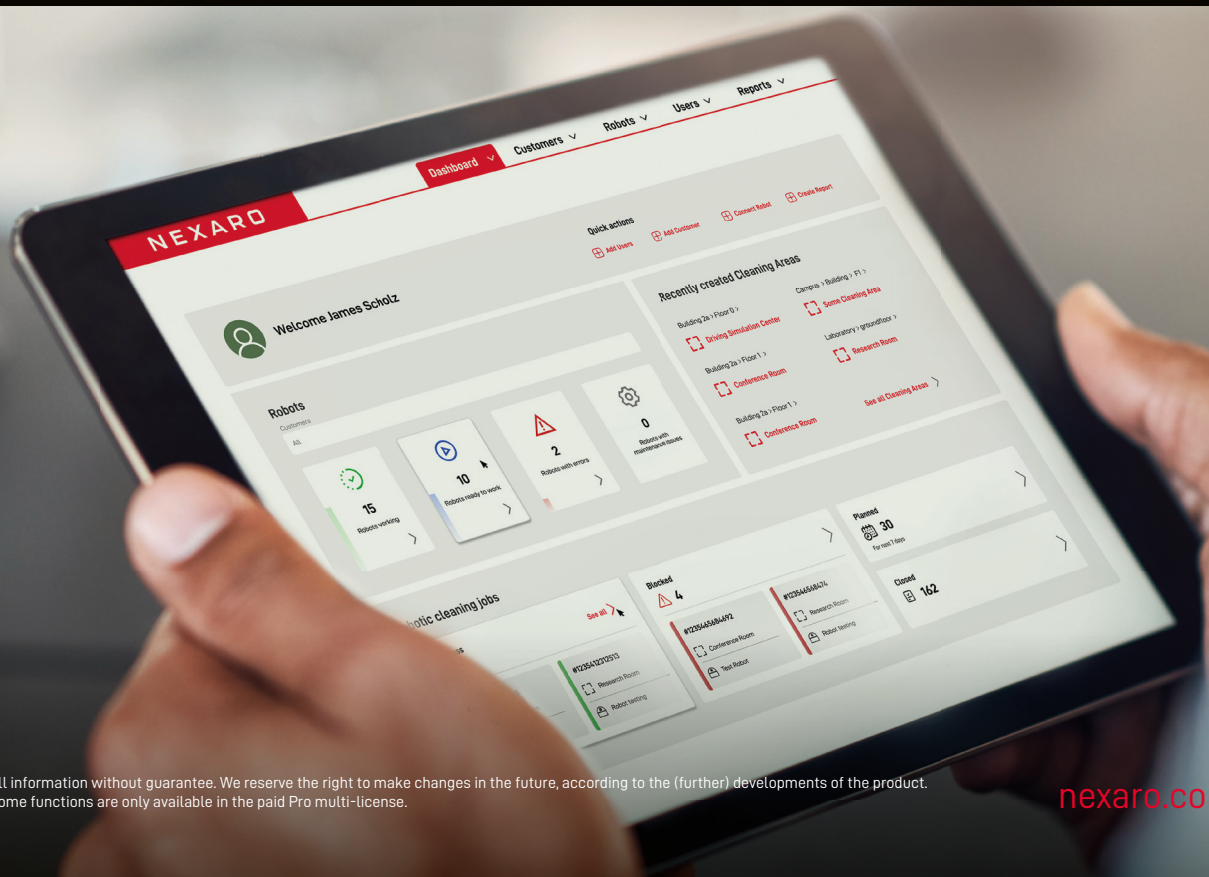 NEXARO
Dashboard
Customers
Robots
Users
Reports
Welcome James Scholz
Quick actions
Add Users
Add Customer
Connect Robot
Create Report
Robots
Customers
All
15
Robots working
10
Robots ready to work
2
Robots with errors
0
Robots with
maintenance issues
Recently created Cleaning Areas
Building 2a > Floor 0 >
Driving Simulation Center
Campus > Building > F1 >
Some Cleaning Area
Building 2a > Floor 1 >
Conference Room
Laboratory > groundfloor >
Research Room
Building 2a > Floor 1 >
Conference Room
See all Cleaning Areas
cleaning jobs
See all
#1235412312513
Research Room
Robot testing
Blocked
4
#1235465684692
Conference Room
Test Robot
#123546568474
Research Room
Robot testing
Planned
30
For next 7 days
Closed
162
ll information without guarantee. We reserve the right to make changes in the future, according to the (further) developments of the product.
ome functions are only available in the paid Pro multi-license.
nexaro.co